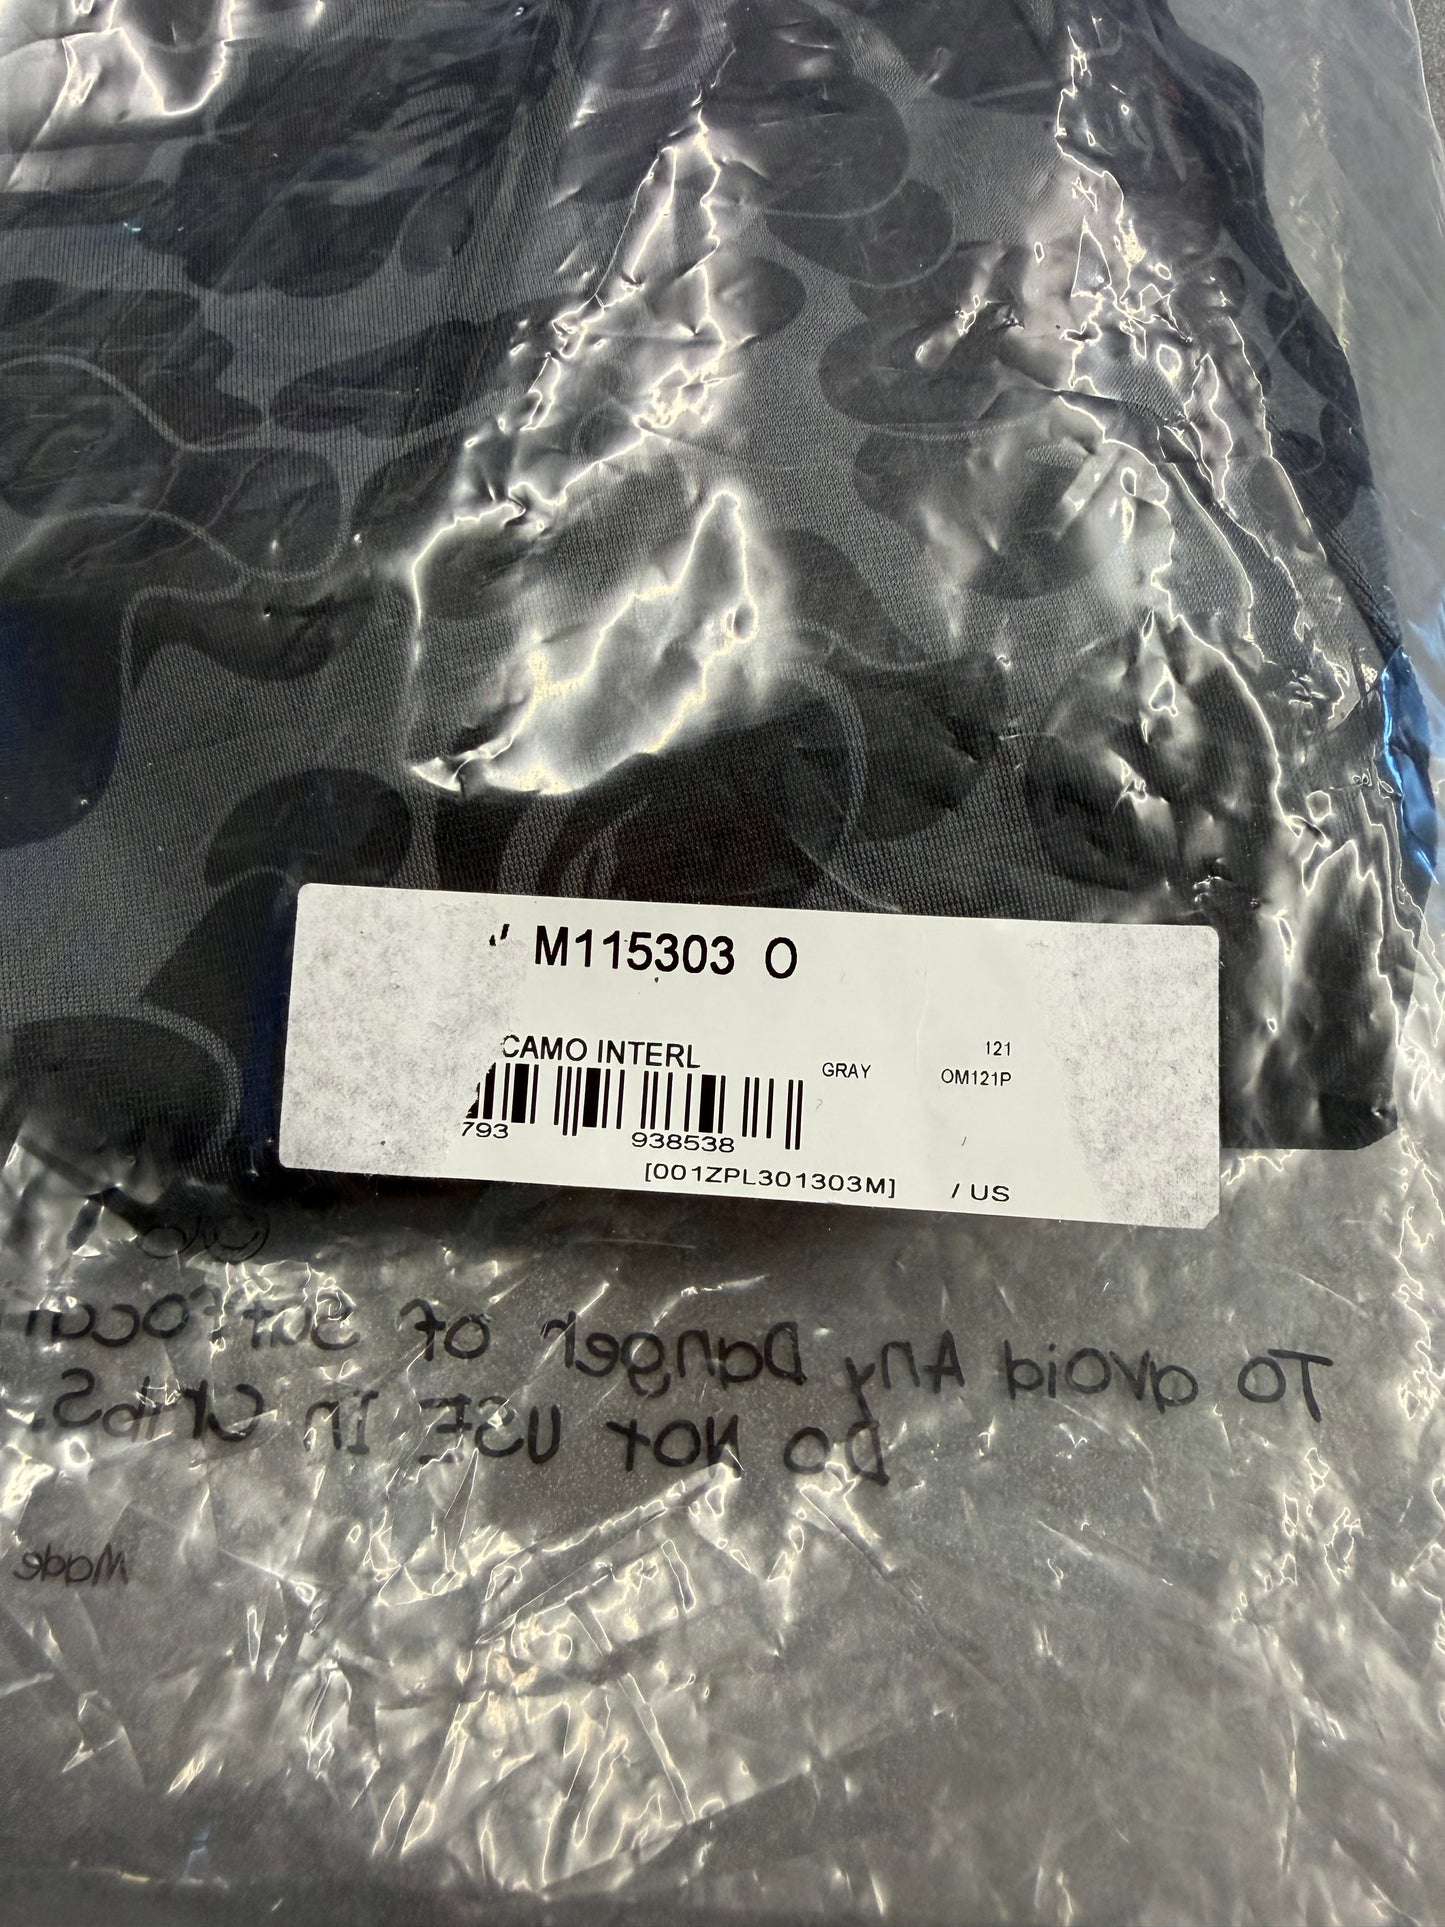 M115303 O
CAMO INTERL
GRAY
121
OM121P
793
938538
[001ZPL301303M]
/ US
To avoid Any Danger of Suffocat
Do Not USE In Cribs.
Made